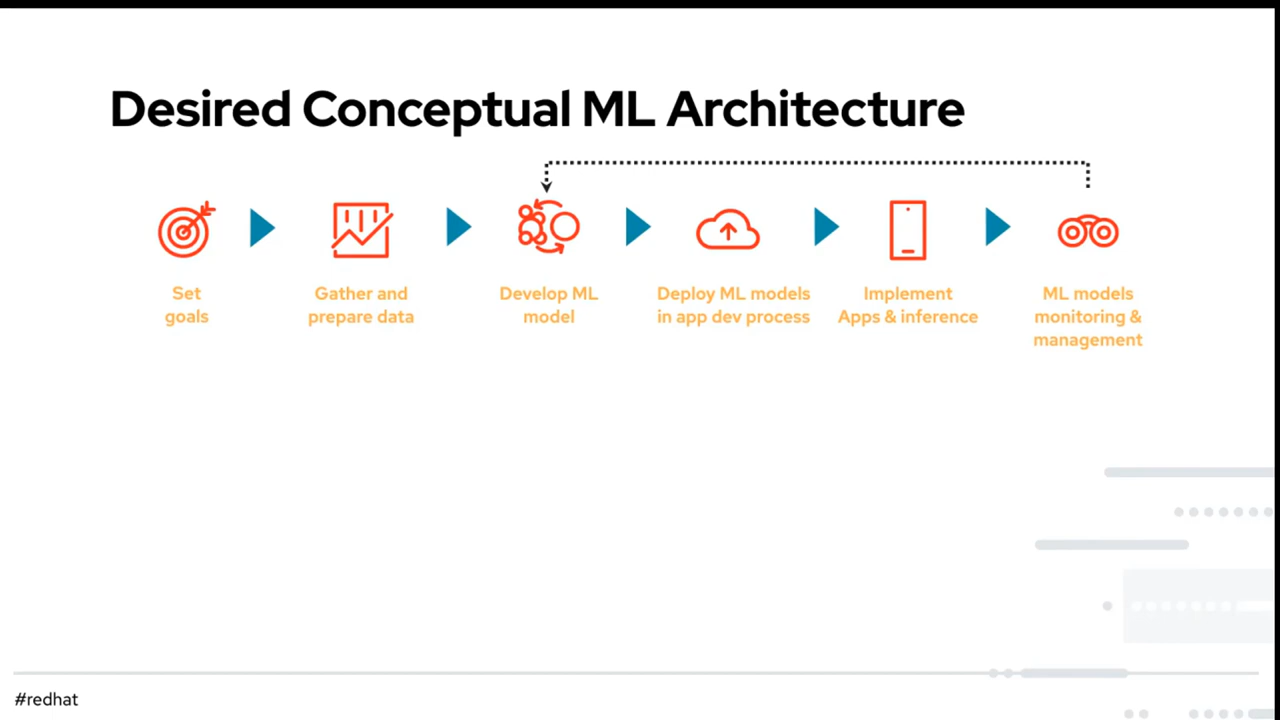 Desired Conceptual ML Architecture
Set
goals
Gather and
prepare data
Develop ML
model
Deploy ML models
in app dev process
Implement
Apps & inference
ML models
monitoring &
management
#redhat